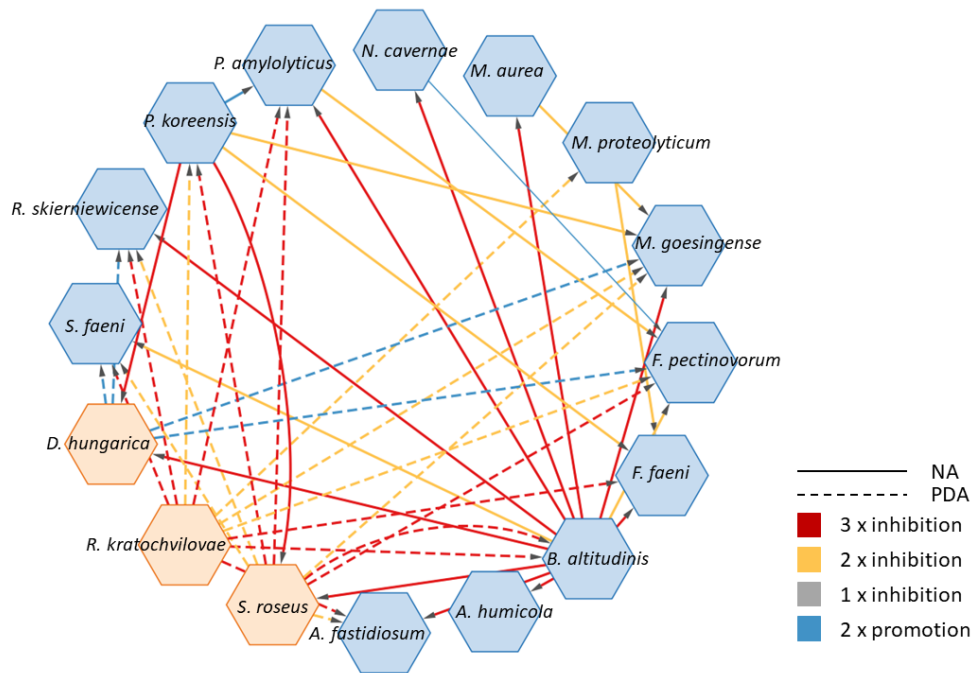 N. cavernae
P. amylolyticus
M. aurea
P. koreensis
M. proteolyticum
R. skierniewicense
M. goesingense
S. faeni
F. pectinovorum
D. hungarica
F. faeni
NA
PDA
3 x inhibition
R. kratochvilovae
B. altitudinis
2 x inhibition
S. roseus
A. humicola
1 x inhibition
A. fastidiosum
2 x promotion